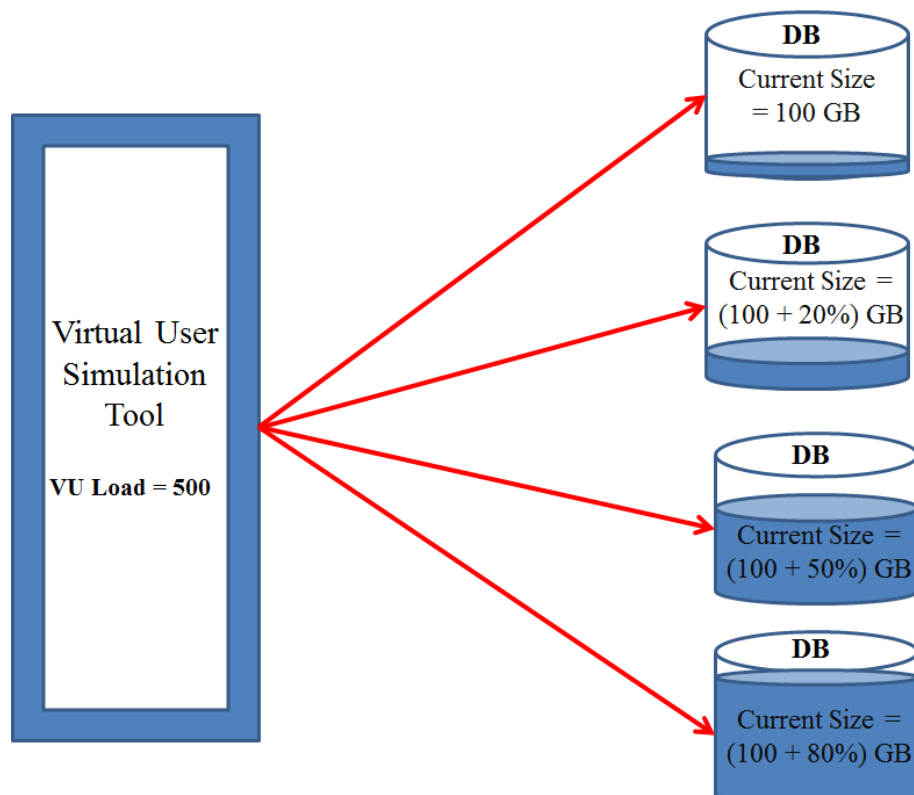 Virtual User
Simulation
Tool
VU Load = 500
DB
Current Size
= 100 GB
DB
Current Size =
(100 + 20%) GB
DB
Current Size =
(100 + 50%) GB
DB
Current Size =
(100 + 80%) GB